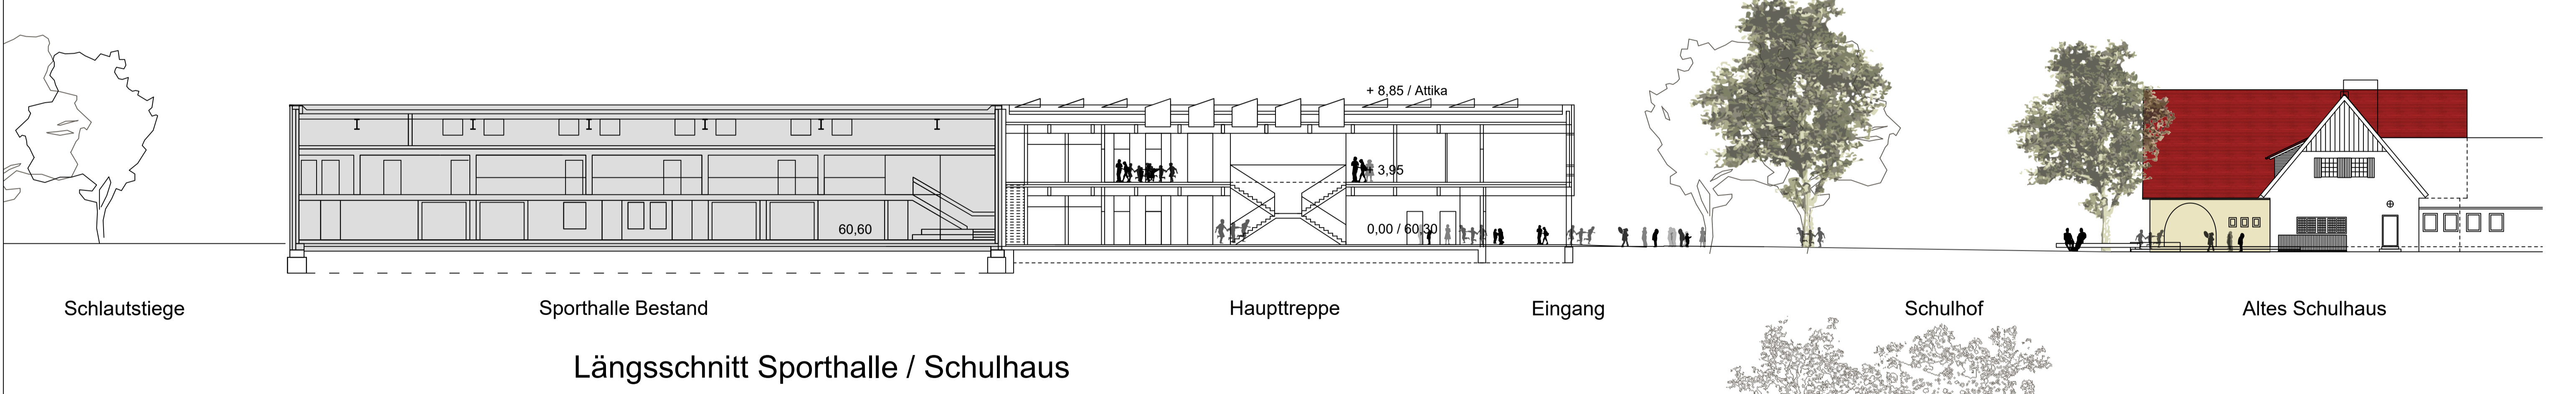 + 8,85 / Attika
3,95
60,60
0,00 / 60,30
Schlautstiege
Sporthalle Bestand
Haupttreppe
Eingang
Schulhof
Altes Schulhaus
Längsschnitt Sporthalle / Schulhaus